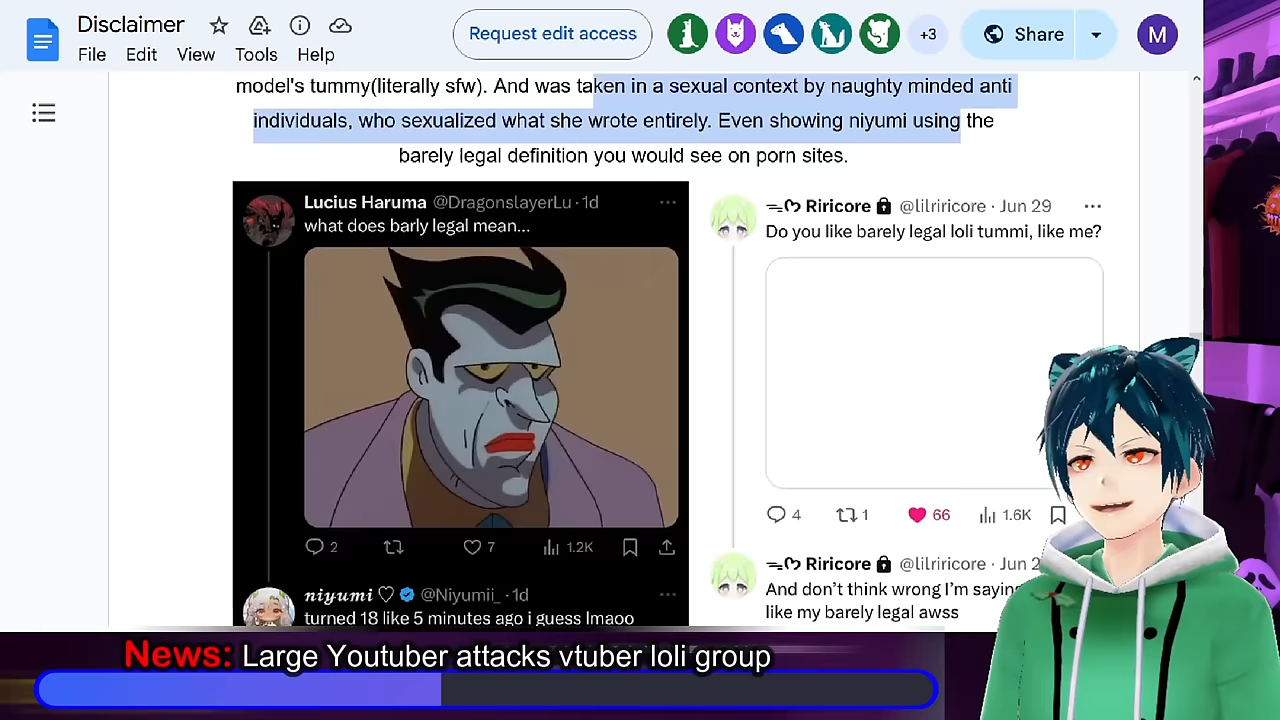 Disclaimer
File Edit View Tools Help
Request edit access
+3
Share
M
model's tummy(literally sfw). And was taken in a sexual context by naughty minded anti
individuals, who sexualized what she wrote entirely. Even showing niyumi using the
barely legal definition you would see on porn sites.
Lucius Haruma @DragonslayerLu · 1d
what does barly legal mean...
2
7
1.2K
niyumi ♡ @Niyumii_ · 1d
turned 18 like 5 minutes ago i guess lmaoo
Riricore @lilriricore · Jun 29
Do you like barely legal loli tummi, like me?
4
1
66
1.6K
Riricore @lilriricore · Jun 2
And don't think wrong I'm saying
like my barely legal awss
News: Large Youtuber attacks vtuber loli group